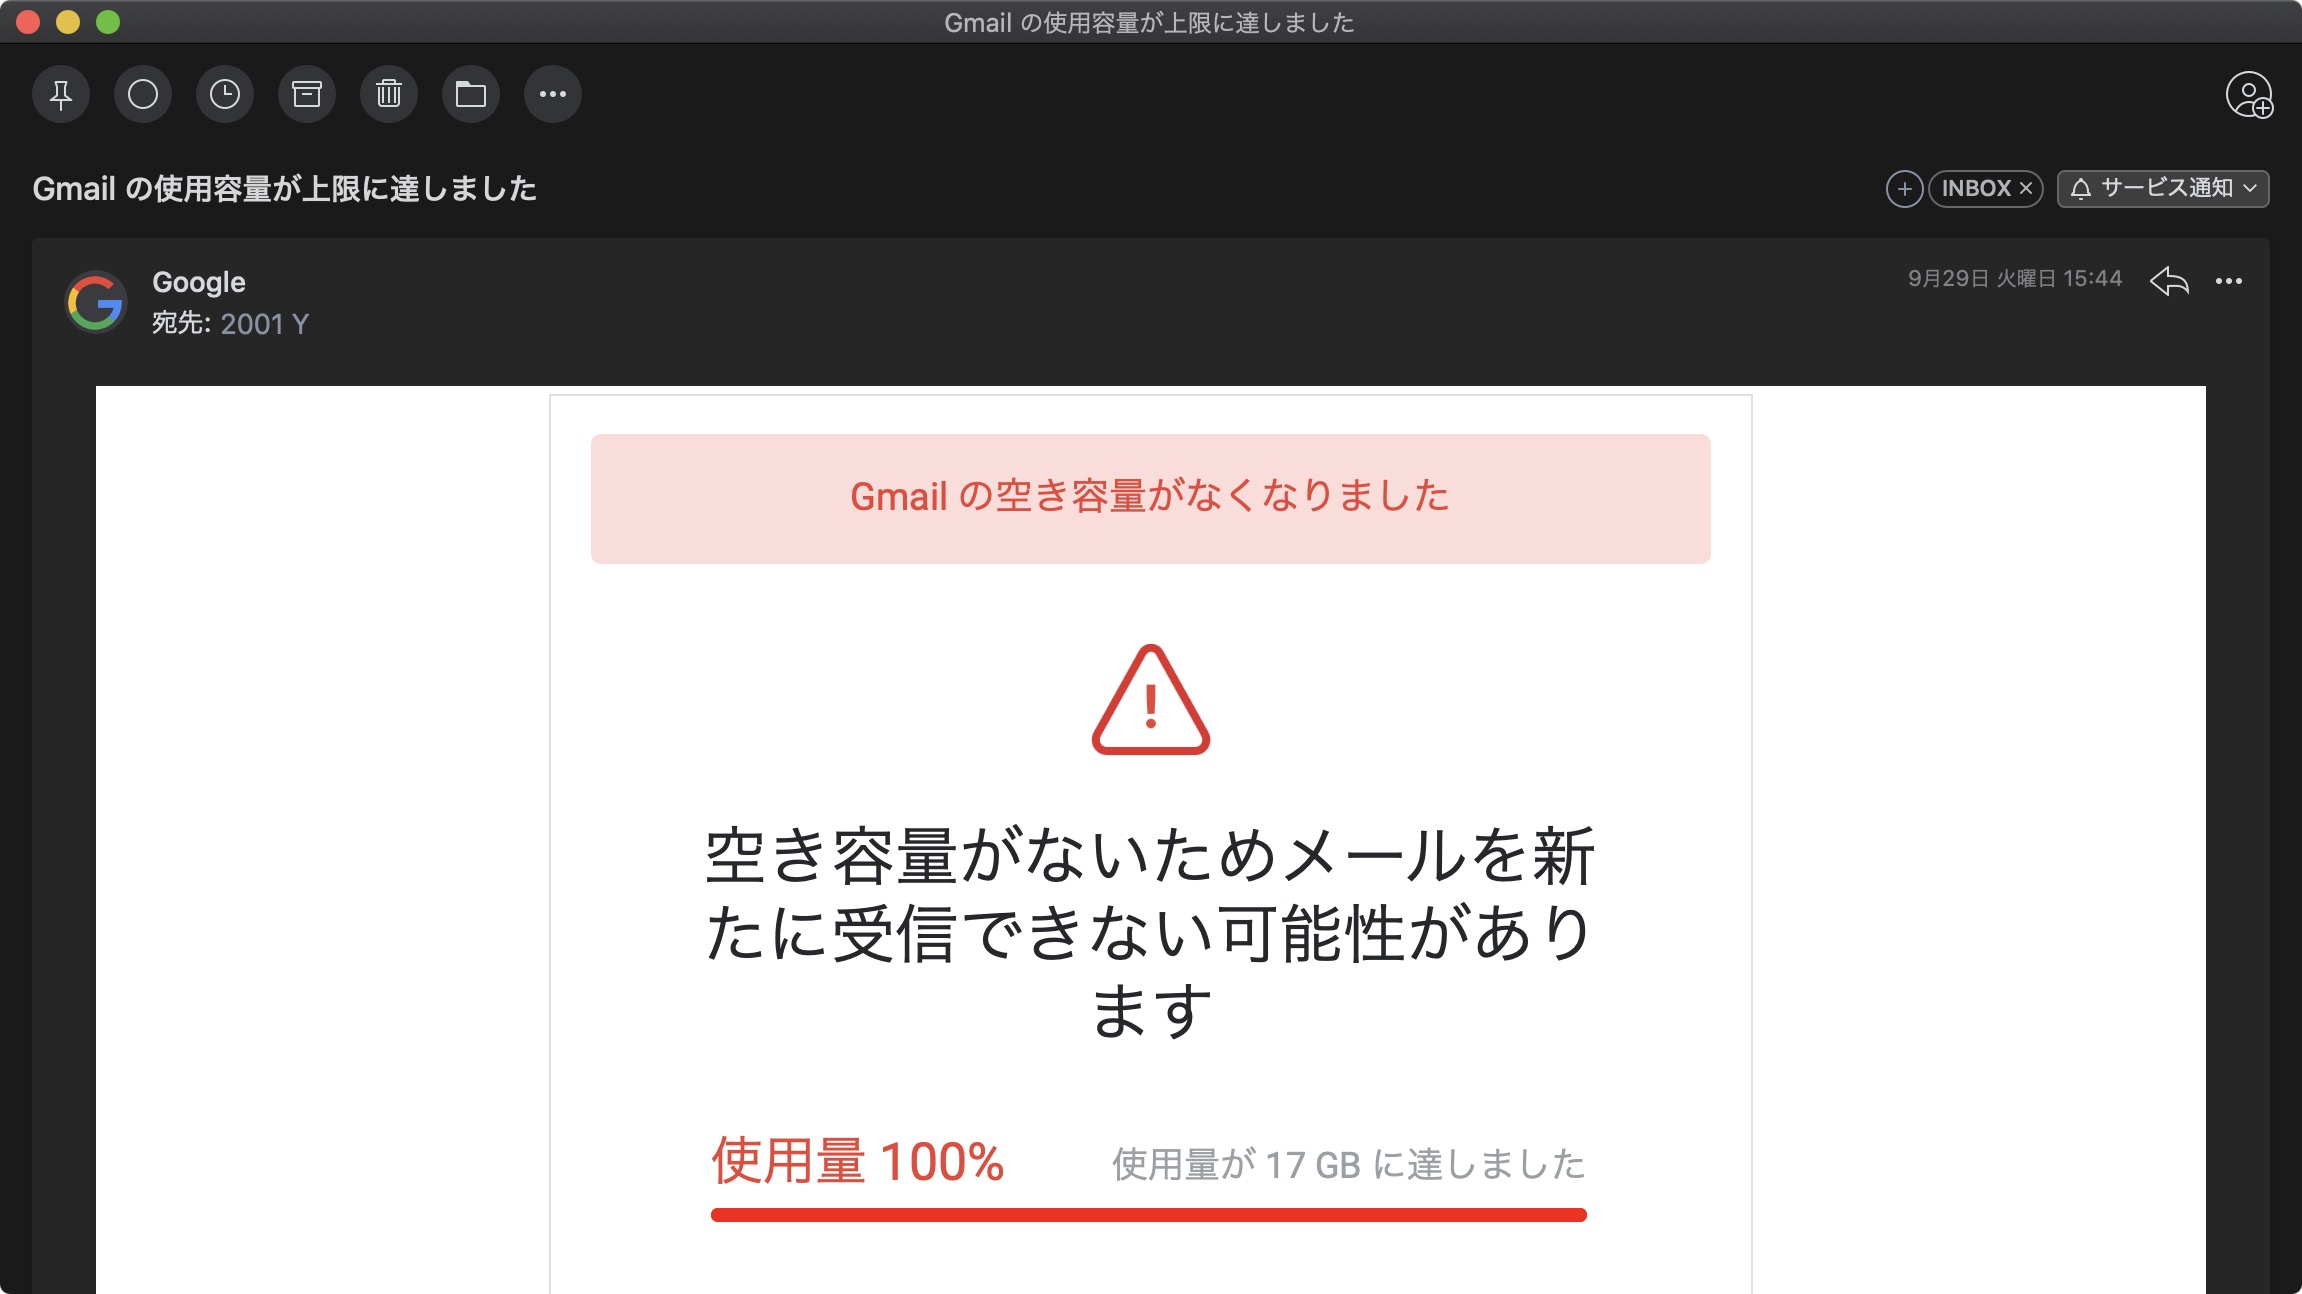 Gmail の使用容量が上限に達しました
Gmail の使用容量が上限に達しました
INBOX
サービス通知
Google
9月29日 火曜日 15:44
宛先: 2001 Y
Gmail の空き容量がなくなりました
空き容量がないためメールを新
たに受信できない可能性があり
ます
使用量 100%
使用量が 17 GB に達しました